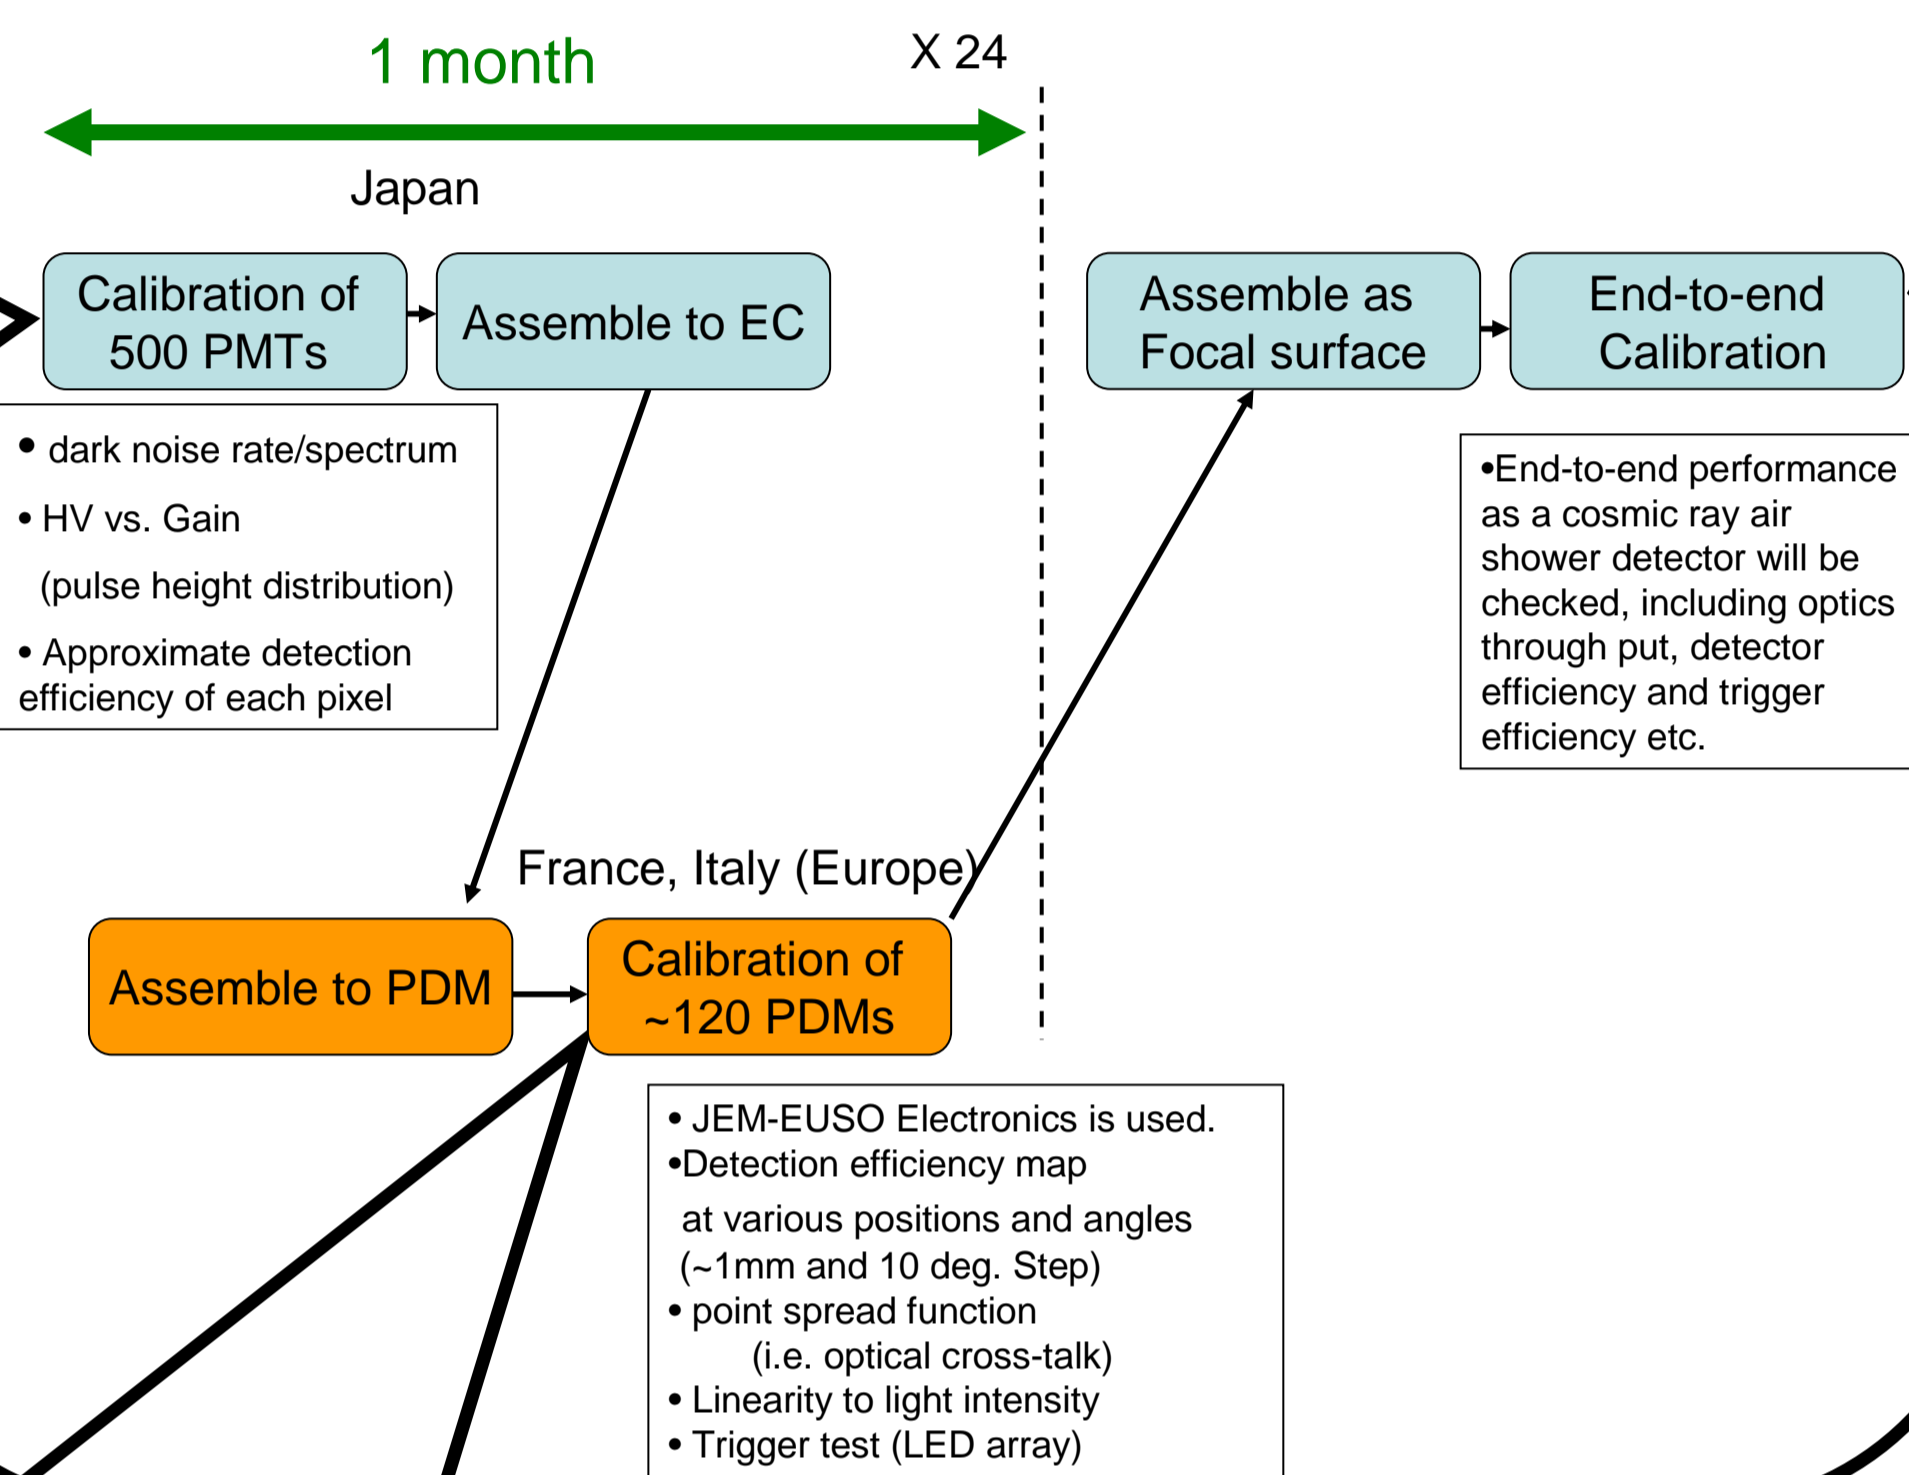 1 month
X 24
Japan
Calibration of
500 PMTs
Assemble to EC
Assemble as
Focal surface
End-to-end
Calibration
• dark noise rate/spectrum
• HV vs. Gain
(pulse height distribution)
• Approximate detection
efficiency of each pixel
•End-to-end performance
as a cosmic ray air
shower detector will be
checked, including optics
through put, detector
efficiency and trigger
efficiency etc.
France, Italy (Europe)
Assemble to PDM
Calibration of
~120 PDMs
• JEM-EUSO Electronics is used.
•Detection efficiency map
at various positions and angles
(~1mm and 10 deg. Step)
• point spread function
(i.e. optical cross-talk)
• Linearity to light intensity
• Trigger test (LED array)